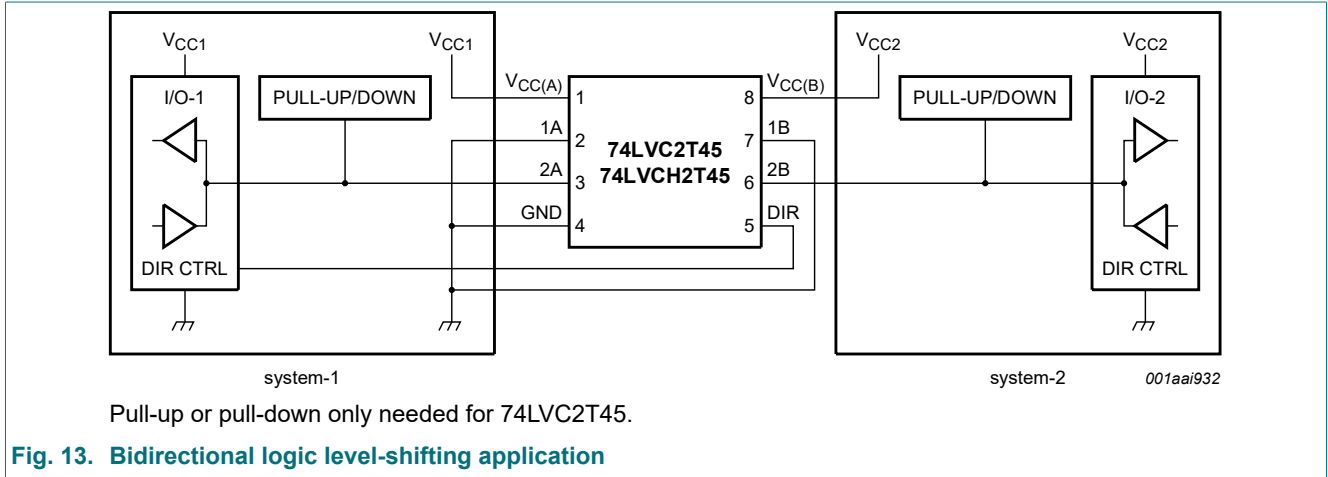 VCC1
VCC1
VCC2
VCC2
I/O-1
PULL-UP/DOWN
VCC(A)
1
8
VCC(B)
PULL-UP/DOWN
I/O-2
1A
2
74LVC2T45
7
1B
2A
3
74LVCH2T45
6
2B
GND
4
5
DIR
DIR CTRL
DIR CTRL
system-1
system-2
001aai932
Pull-up or pull-down only needed for 74LVC2T45.
Fig. 13. Bidirectional logic level-shifting application